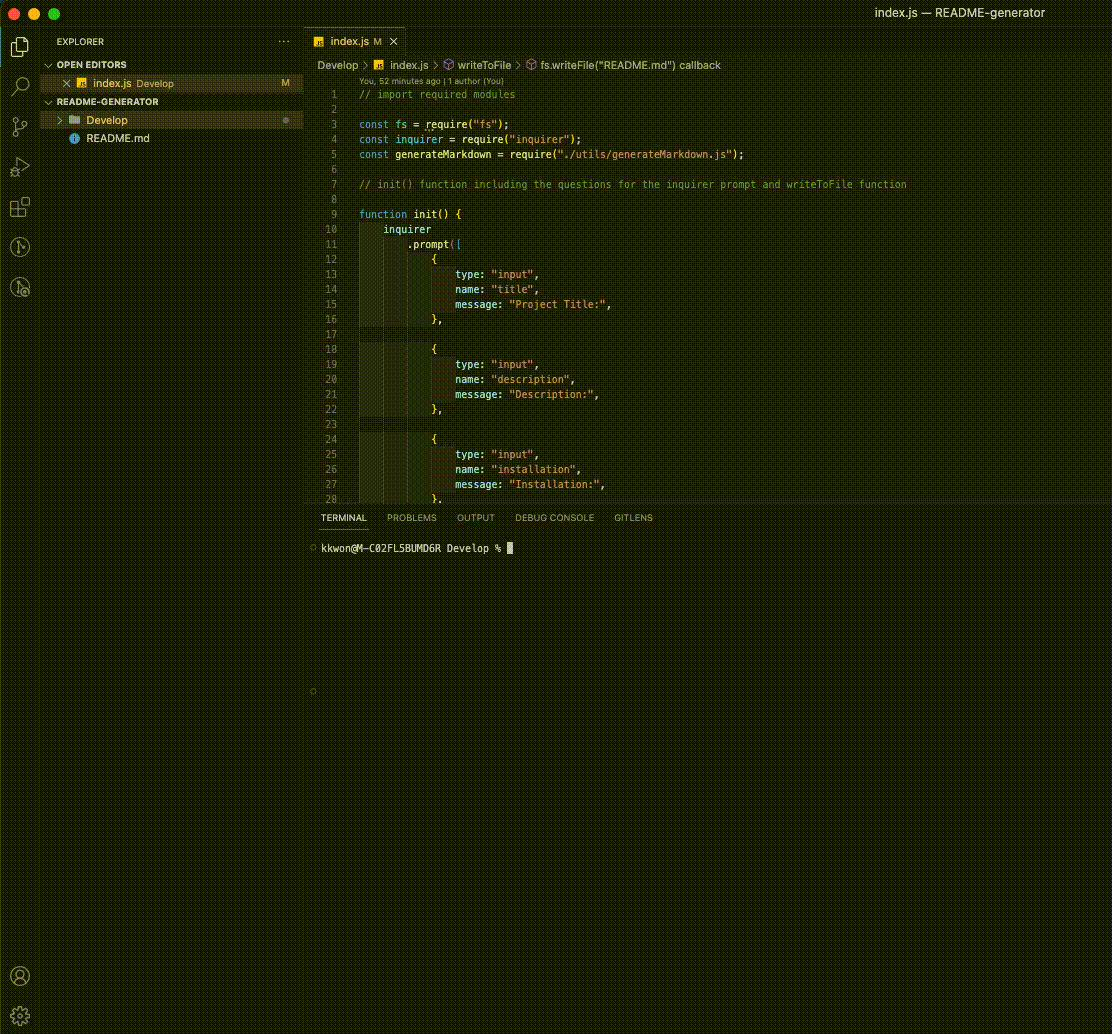 index.js — README-generator
EXPLORER
OPEN EDITORS
index.js Develop M
README-GENERATOR
Develop
README.md
index.js M
Develop > index.js > writeToFile > fs.writeFile("README.md") callback
You, 52 minutes ago | 1 author (You)
1 // import required modules
2
3 const fs = require("fs");
4 const inquirer = require("inquirer");
5 const generateMarkdown = require("./utils/generateMarkdown.js");
6
7 // init() function including the questions for the inquirer prompt and writeToFile function
8
9 function init() {
10 inquirer
11 .prompt([
12 {
13 type: "input",
14 name: "title",
15 message: "Project Title:",
16 },
17
18 {
19 type: "input",
20 name: "description",
21 message: "Description:",
22 },
23
24 {
25 type: "input",
26 name: "installation",
27 message: "Installation:",
28 },
TERMINAL PROBLEMS OUTPUT DEBUG CONSOLE GITLENS
kkwon@M-C02FL5BUMD6R Develop %